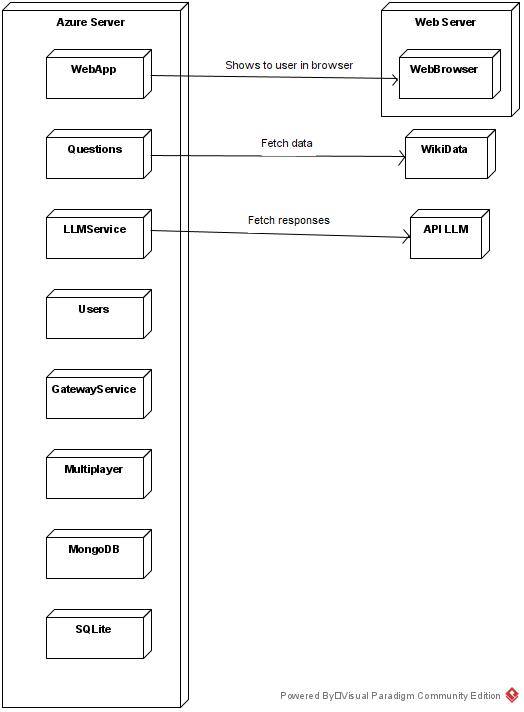 Azure Server
Web Server
WebApp
Shows to user in browser
WebBrowser
Questions
Fetch data
WikiData
LLMService
Fetch responses
API LLM
Users
GatewayService
Multiplayer
MongoDB
SQLite
Powered By Visual Paradigm Community Edition